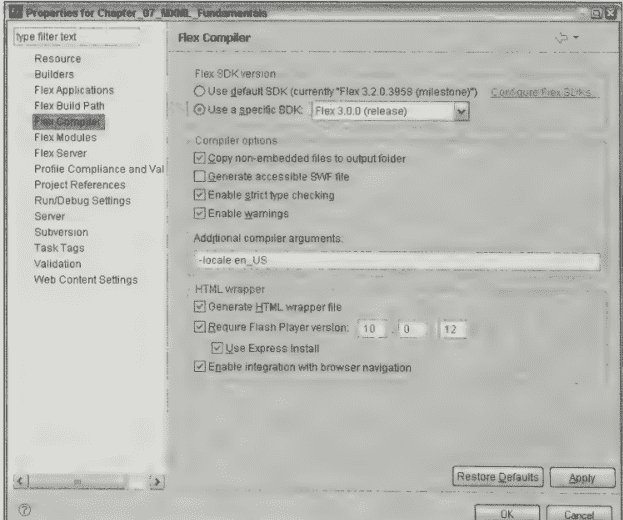 Properties for Chapter_07_MXML_Fundamentals
type filter text
Resource
Builders
Flex Applications
Flex Build Path
Flex Compiler
Flex Modules
Flex Server
Profile Compliance and Val
Project References
Run/Debug Settings
Server
Subversion
Task Tags
Validation
Web Content Settings
Flex Compiler
Flex SDK version
Use default SDK (currently "Flex 3.2.0.3958 (milestone)")
Configure Flex SDKs...
Use a specific SDK:
Flex 3.0.0 (release)
Compiler options
Copy non-embedded files to output folder
Generate accessible SWF file
Enable strict type checking
Enable warnings
Additional compiler arguments:
-locale en_US
HTML wrapper
Generate HTML wrapper file
Require Flash Player version: 10 . 0 . 12
Use Express Install
Enable integration with browser navigation
Restore Defaults
Apply
OK
Cancel